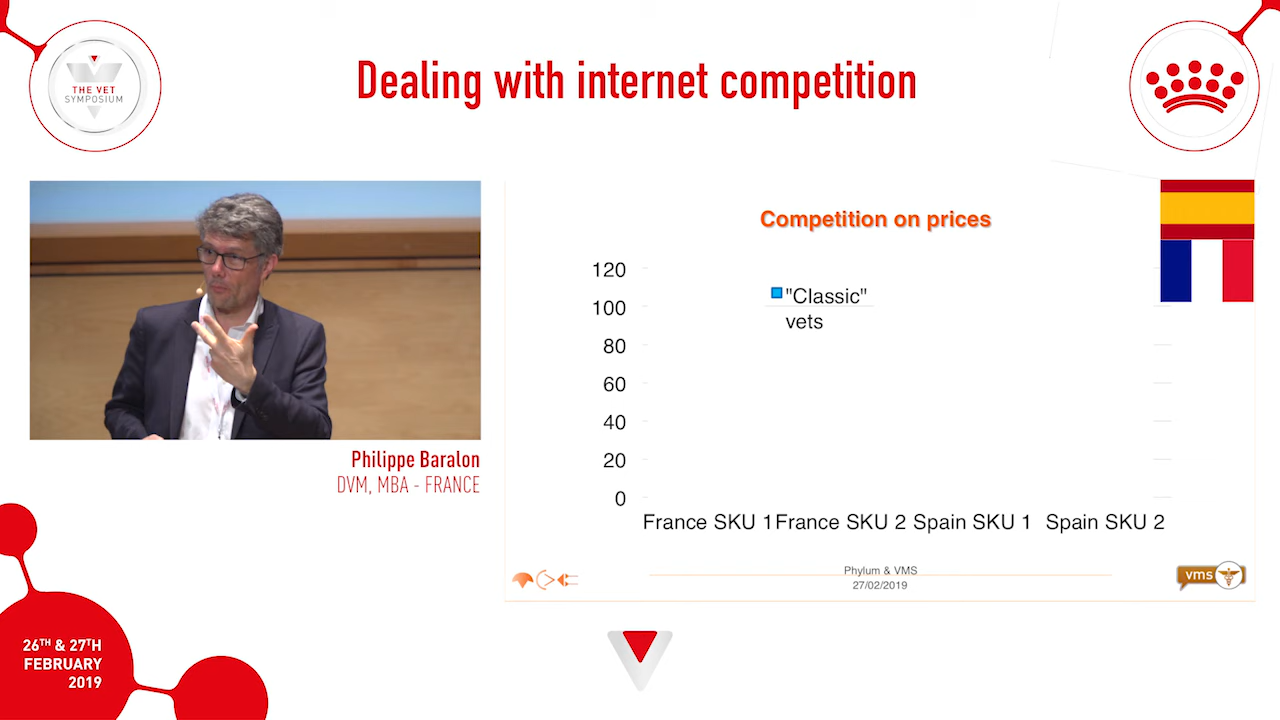 THE VET
SYMPOSIUM
Dealing with internet competition
Competition on prices
120
100
80
60
40
20
0
"Classic"
vets
France SKU 1 France SKU 2 Spain SKU 1 Spain SKU 2
Phylum & VMS
27/02/2019
vms
Philippe Baralon
DVM, MBA - FRANCE
26TH & 27TH
FEBRUARY
2019